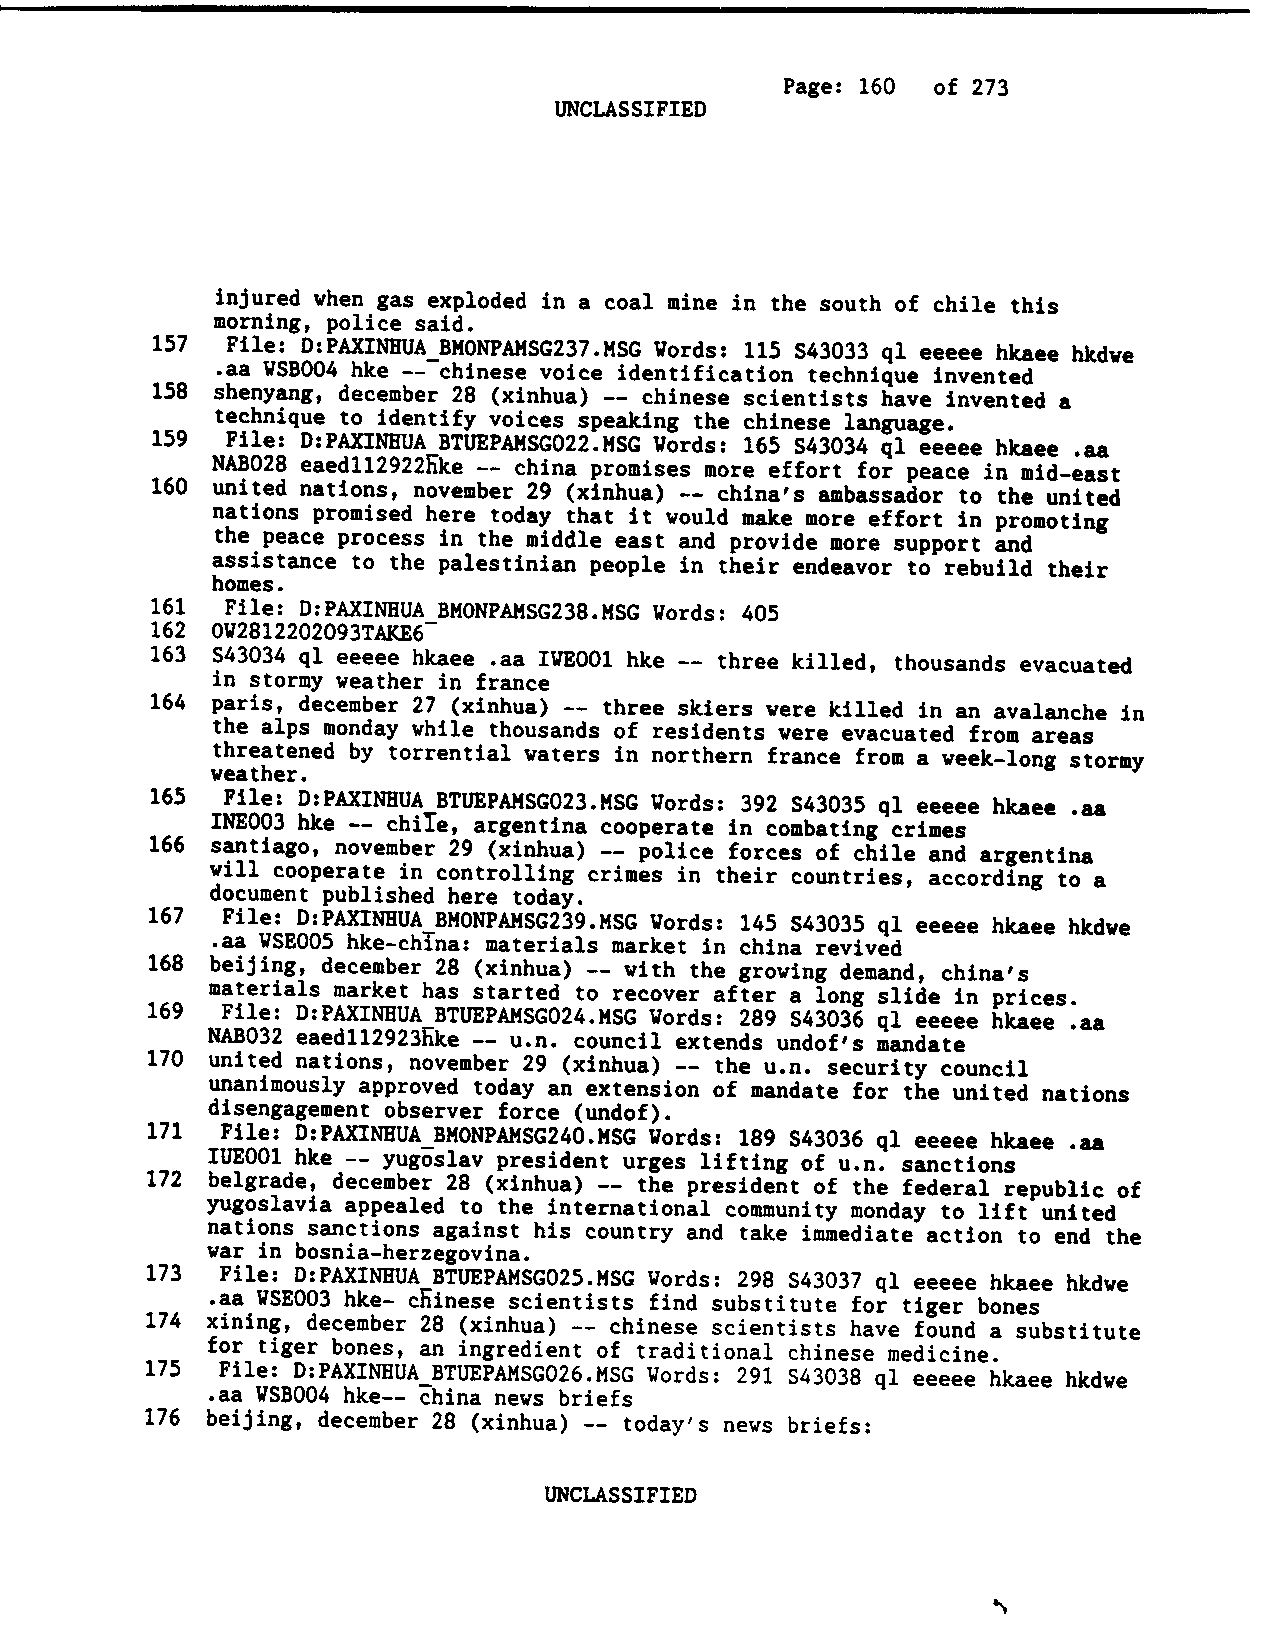 Page: 160 of 273
UNCLASSIFIED
injured when gas exploded in a coal mine in the south of chile this
morning, police said.
157 File: D:PAXINHUA_BMONPAMSG237.MSG Words: 115 S43033 ql eeeee hkaee hkdwe
.aa WSB004 hke -- chinese voice identification technique invented
158 shenyang, december 28 (xinhua) -- chinese scientists have invented a
technique to identify voices speaking the chinese language.
159 File: D:PAXINHUA_BTUEPAMSG022.MSG Words: 165 S43034 ql eeeee hkaee .aa
NAB028 eaed112922hke -- china promises more effort for peace in mid-east
160 united nations, november 29 (xinhua) -- china's ambassador to the united
nations promised here today that it would make more effort in promoting
the peace process in the middle east and provide more support and
assistance to the palestinian people in their endeavor to rebuild their
homes.
161 File: D:PAXINHUA_BMONPAMSG238.MSG Words: 405
162 OW2812202093TAKE6
163 S43034 ql eeeee hkaee .aa IWE001 hke -- three killed, thousands evacuated
in stormy weather in france
164 paris, december 27 (xinhua) -- three skiers were killed in an avalanche in
the alps monday while thousands of residents were evacuated from areas
threatened by torrential waters in northern france from a week-long stormy
weather.
165 File: D:PAXINHUA_BTUEPAMSG023.MSG Words: 392 S43035 ql eeeee hkaee .aa
INE003 hke -- chile, argentina cooperate in combating crimes
166 santiago, november 29 (xinhua) -- police forces of chile and argentina
will cooperate in controlling crimes in their countries, according to a
document published here today.
167 File: D:PAXINHUA_BMONPAMSG239.MSG Words: 145 S43035 ql eeeee hkaee hkdwe
.aa WSE005 hke-china: materials market in china revived
168 beijing, december 28 (xinhua) -- with the growing demand, china's
materials market has started to recover after a long slide in prices.
169 File: D:PAXINHUA_BTUEPAMSG024.MSG Words: 289 S43036 ql eeeee hkaee .aa
NAB032 eaed112923hke -- u.n. council extends undof's mandate
170 united nations, november 29 (xinhua) -- the u.n. security council
unanimously approved today an extension of mandate for the united nations
disengagement observer force (undof).
171 File: D:PAXINHUA_BMONPAMSG240.MSG Words: 189 S43036 ql eeeee hkaee .aa
IUE001 hke -- yugoslav president urges lifting of u.n. sanctions
172 belgrade, december 28 (xinhua) -- the president of the federal republic of
yugoslavia appealed to the international community monday to lift united
nations sanctions against his country and take immediate action to end the
war in bosnia-herzegovina.
173 File: D:PAXINHUA_BTUEPAMSG025.MSG Words: 298 S43037 ql eeeee hkaee hkdwe
.aa WSE003 hke- chinese scientists find substitute for tiger bones
174 xining, december 28 (xinhua) -- chinese scientists have found a substitute
for tiger bones, an ingredient of traditional chinese medicine.
175 File: D:PAXINHUA_BTUEPAMSG026.MSG Words: 291 S43038 ql eeeee hkaee hkdwe
.aa WSB004 hke-- china news briefs
176 beijing, december 28 (xinhua) -- today's news briefs:
UNCLASSIFIED